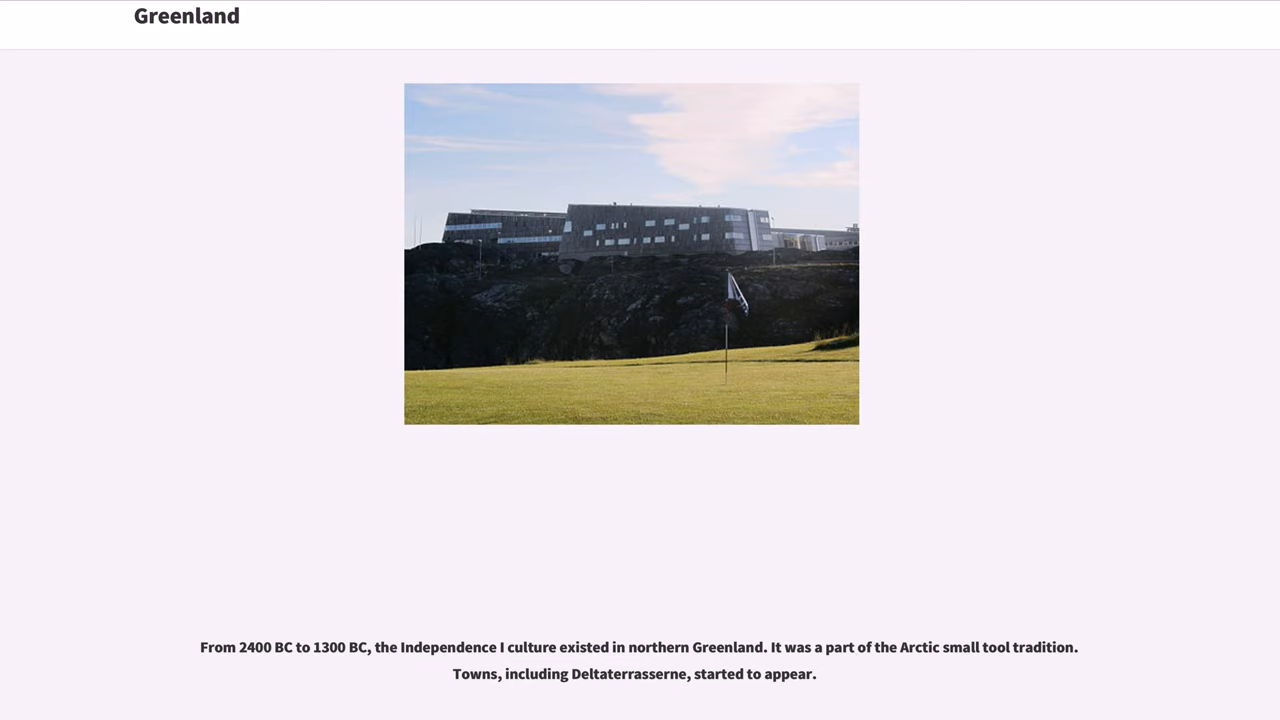 Greenland
From 2400 BC to 1300 BC, the Independence I culture existed in northern Greenland. It was a part of the Arctic small tool tradition.
Towns, including Deltaterrasserne, started to appear.